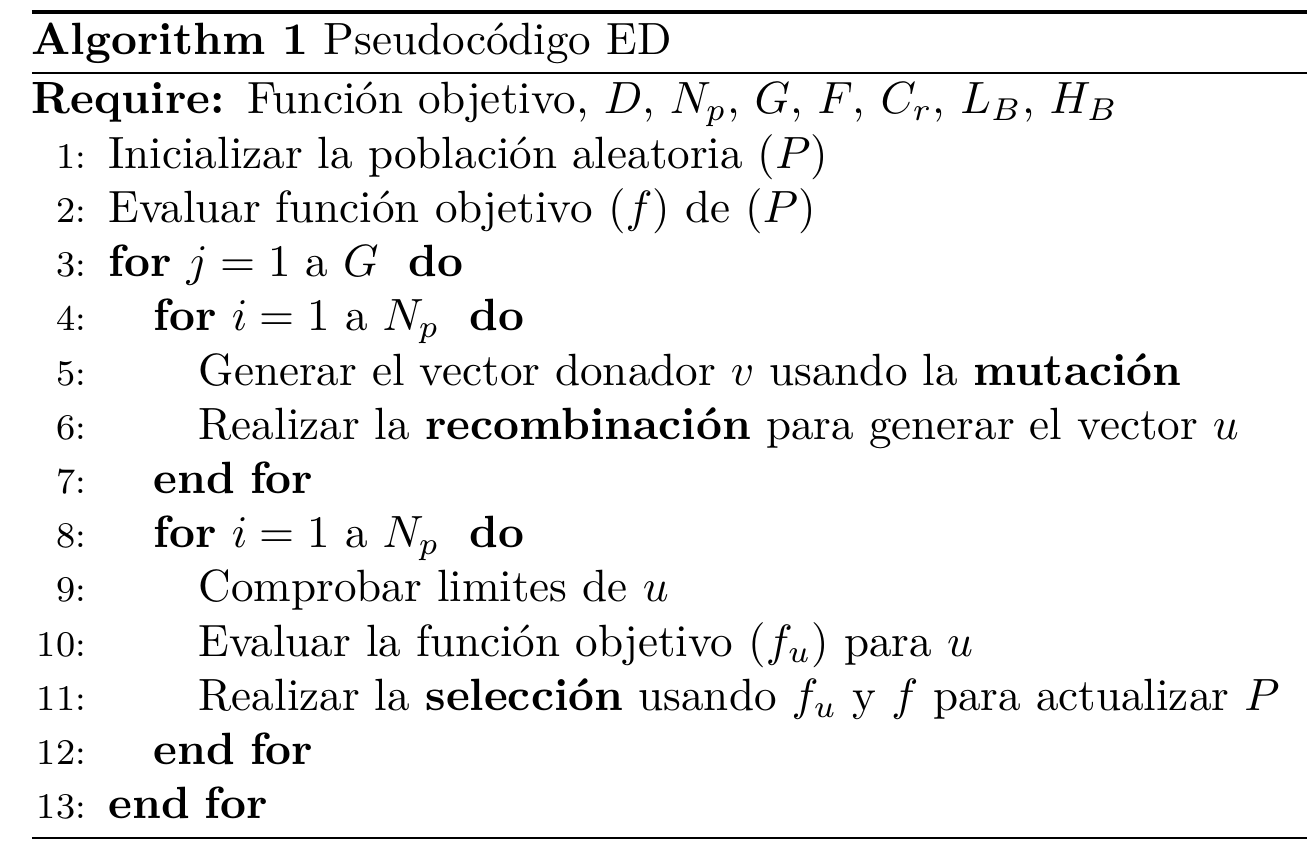 Algorithm 1 Pseudocódigo ED
Require: Función objetivo, D, N_p, G, F, C_r, L_B, H_B
1: Inicializar la población aleatoria (P)
2: Evaluar función objetivo (f) de (P)
3: for j = 1 a G do
4: for i = 1 a N_p do
5: Generar el vector donador v usando la mutación
6: Realizar la recombinación para generar el vector u
7: end for
8: for i = 1 a N_p do
9: Comprobar limites de u
10: Evaluar la función objetivo (f_u) para u
11: Realizar la selección usando f_u y f para actualizar P
12: end for
13: end for